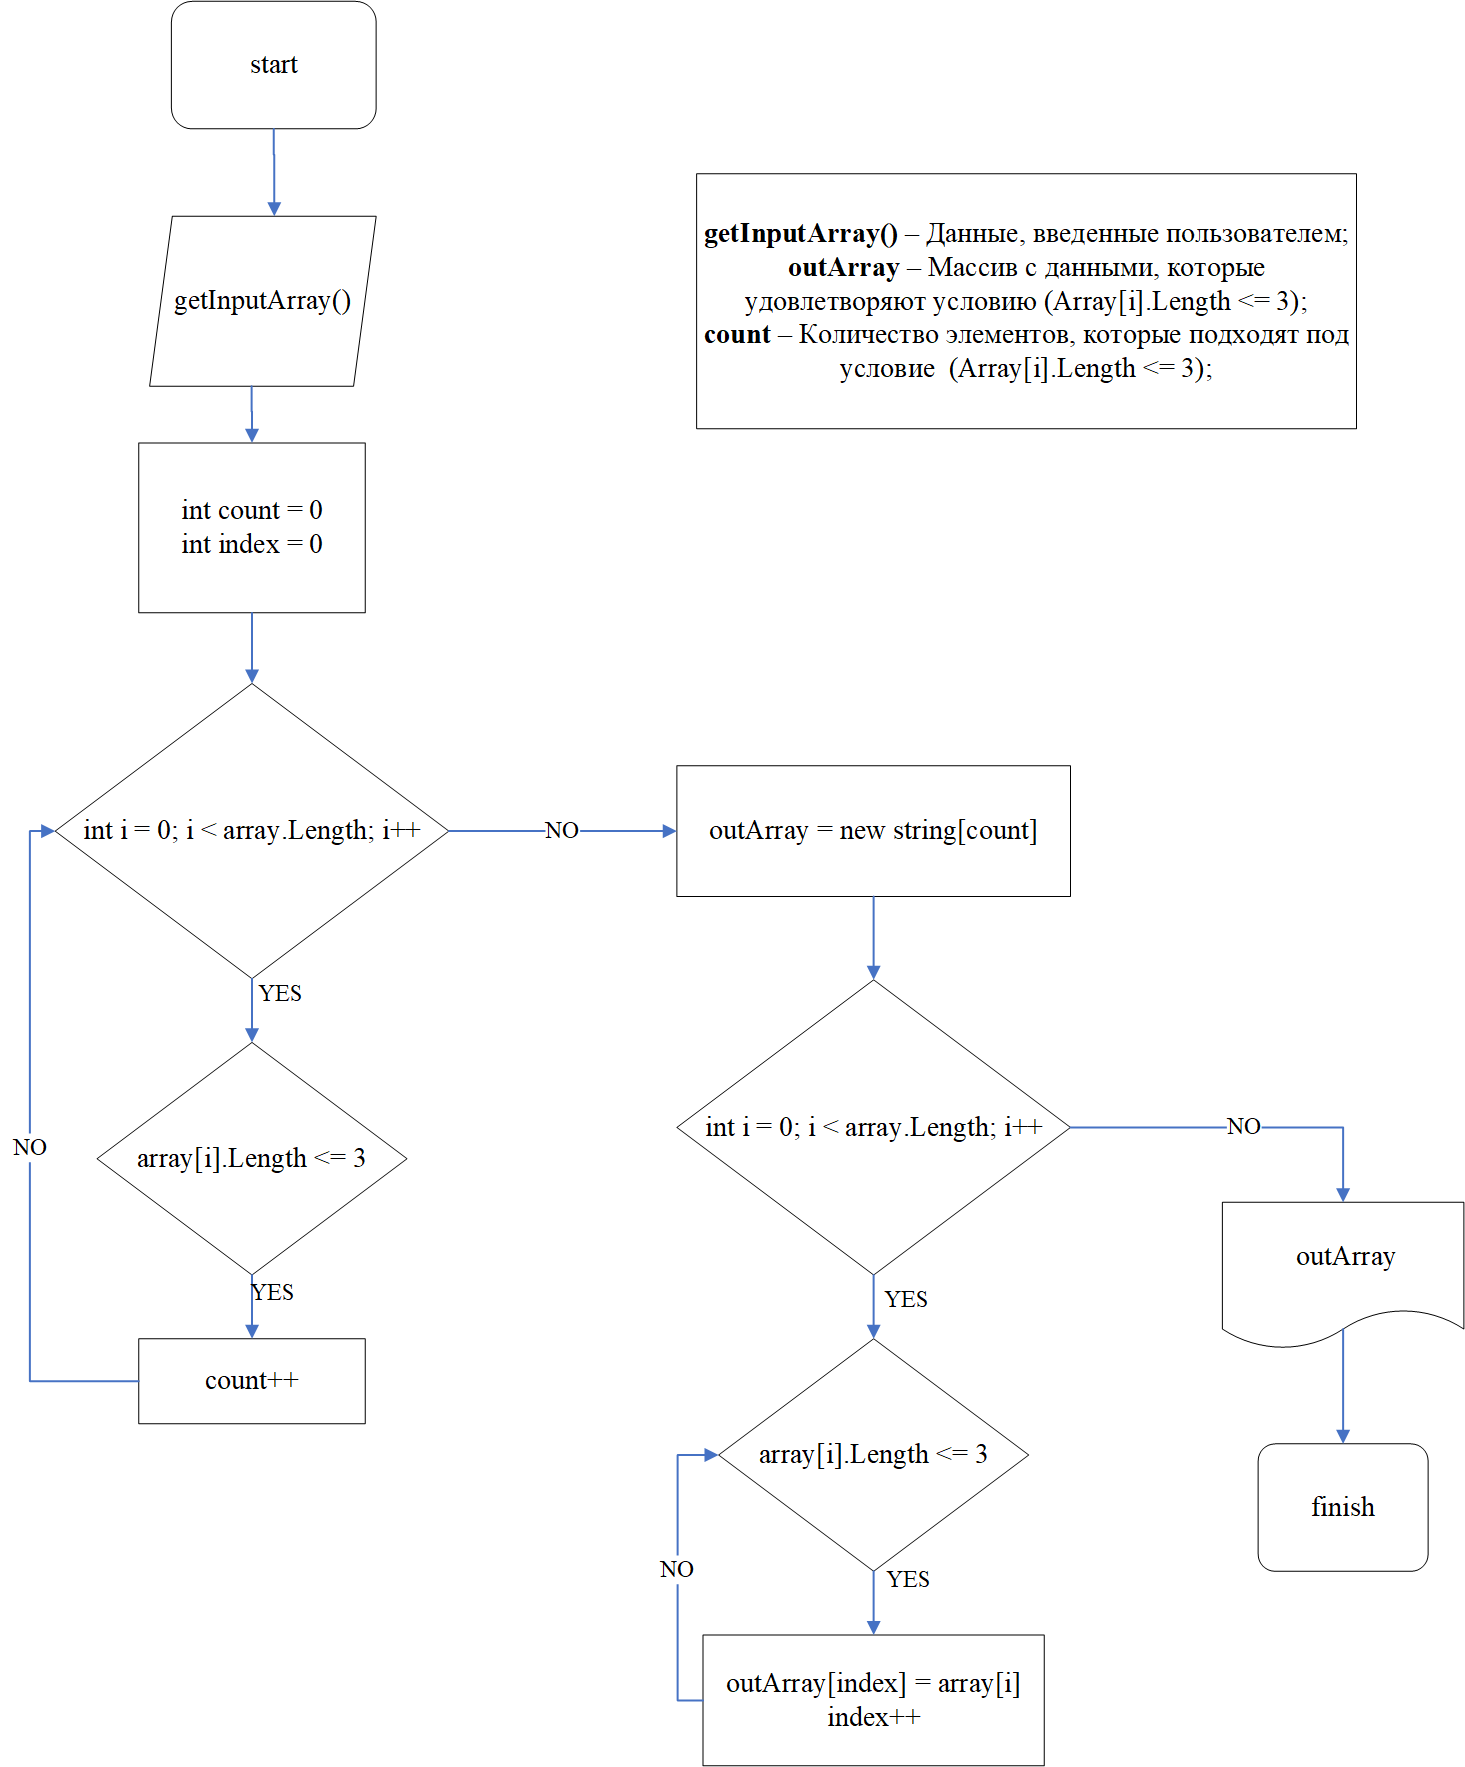 start
getInputArray()
getInputArray() – Данные, введенные пользователем;
outArray – Массив с данными, которые
удовлетворяют условию (Array[i].Length <= 3);
count – Количество элементов, которые подходят под
условие (Array[i].Length <= 3);
int count = 0
int index = 0
int i = 0; i < array.Length; i++
NO
outArray = new string[count]
YES
array[i].Length <= 3
NO
YES
count++
int i = 0; i < array.Length; i++
NO
outArray
YES
array[i].Length <= 3
finish
NO
YES
outArray[index] = array[i]
index++